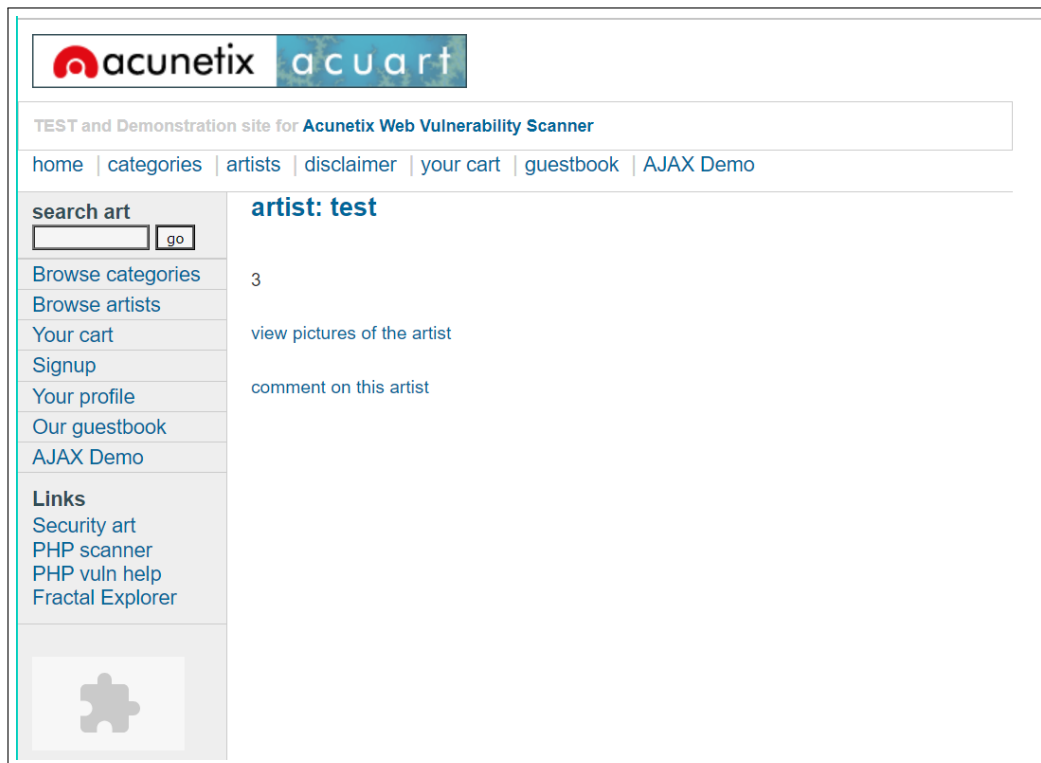 acunetix acuart
TEST and Demonstration site for Acunetix Web Vulnerability Scanner
home | categories | artists | disclaimer | your cart | guestbook | AJAX Demo
search art
go
Browse categories
Browse artists
Your cart
Signup
Your profile
Our guestbook
AJAX Demo
Links
Security art
PHP scanner
PHP vuln help
Fractal Explorer
artist: test
3
view pictures of the artist
comment on this artist